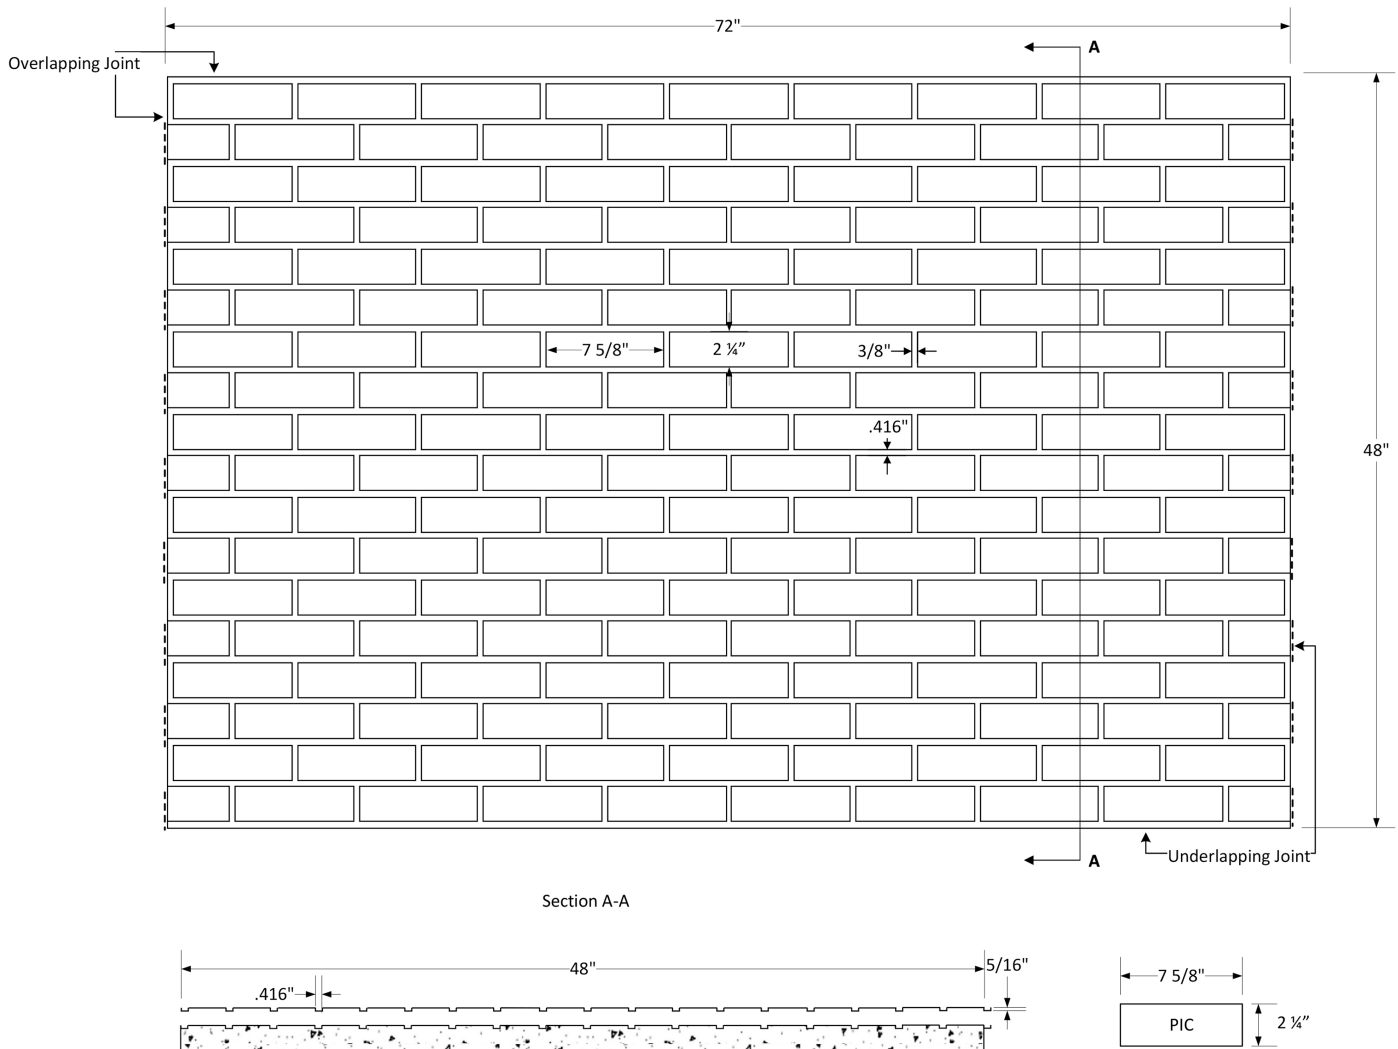 72"
A
Overlapping Joint
7 5/8"
2 ¼”
3/8"
.416"
48"
A
Underlapping Joint
Section A-A
48"
5/16"
.416"
7 5/8"
PIC
2 ¼”